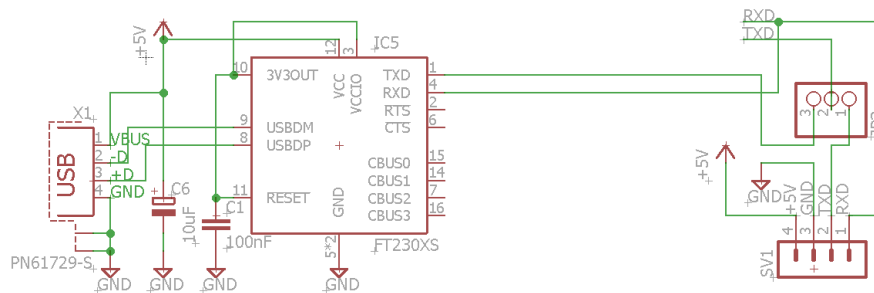 RXD
TXD
+5V
12
3
IC5
10
3V3OUT
VCC
VCCIO
TXD
1
RXD
4
RTS
2
CTS
6
X1
1
VBUS
2
-D
3
+D
4
GND
USB
9
USBDM
8
USBDP
CBUS0
15
CBUS1
14
CBUS2
7
CBUS3
16
11
RESET
GND
5*2
FT230XS
C6
10uF
C1
100nF
PN61729-S
GND
GND
GND
GND
3
2
1
+5V
GND
+5V
GND
TXD
RXD
4
3
2
1
SV1